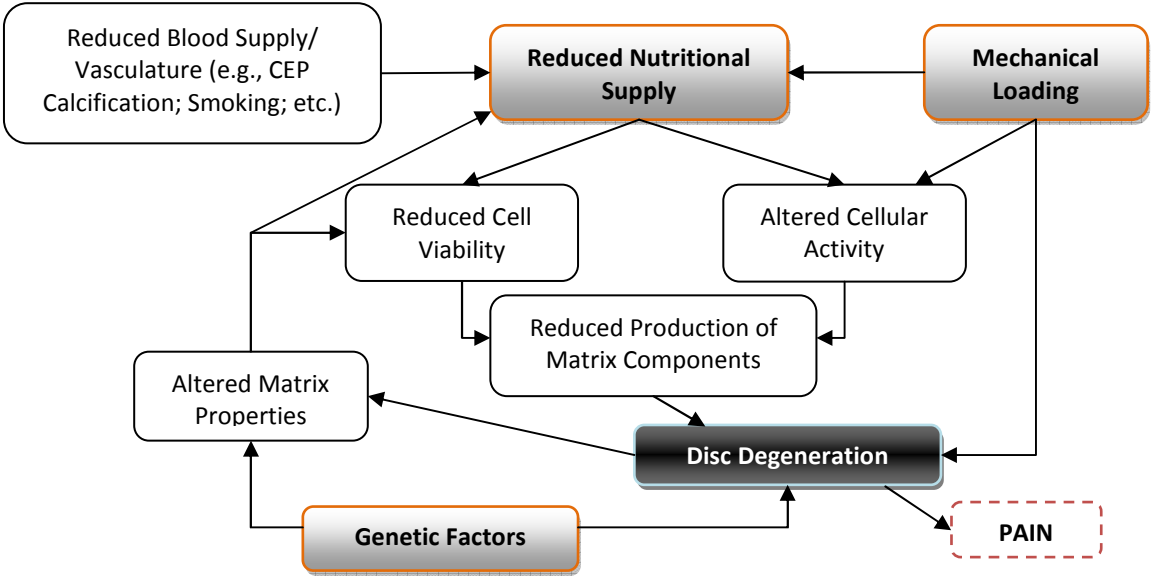 Reduced Blood Supply/
Vasculature (e.g., CEP
Calcification; Smoking; etc.)
Reduced Nutritional
Supply
Mechanical
Loading
Reduced Cell
Viability
Altered Cellular
Activity
Reduced Production of
Matrix Components
Altered Matrix
Properties
Disc Degeneration
Genetic Factors
PAIN